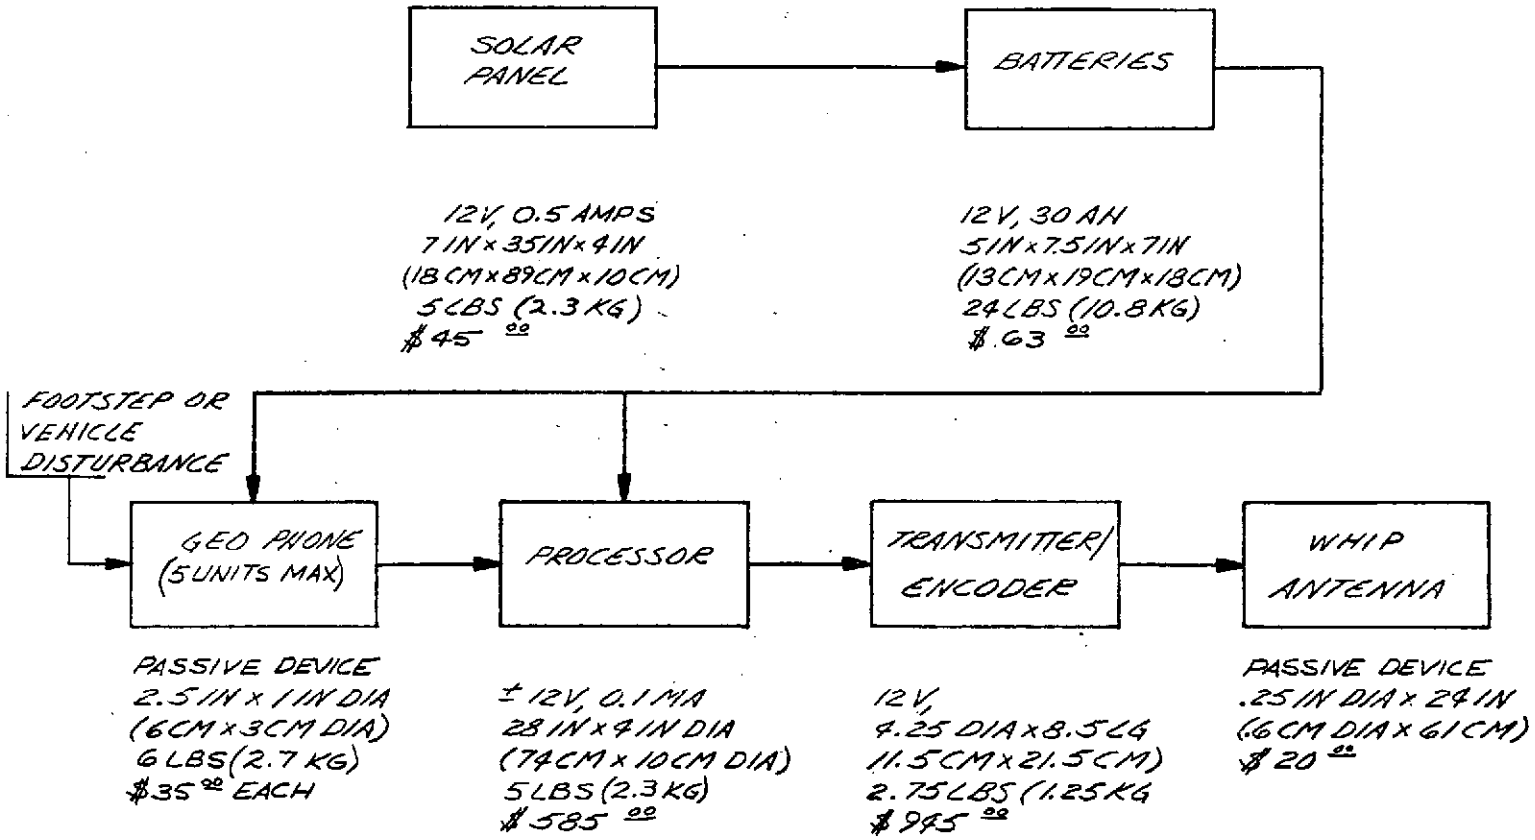 SOLAR
PANEL
BATTERIES
12V, 0.5 AMPS
7 IN × 35 IN × 4 IN
(18 CM × 89 CM × 10 CM)
5 LBS (2.3 KG)
$45 00
12V, 30 AH
5 IN × 7.5 IN × 7 IN
(13 CM × 19 CM × 18 CM)
24 LBS (10.8 KG)
$.63 00
FOOTSTEP OR
VEHICLE
DISTURBANCE
GEO PHONE
(5 UNITS MAX)
PROCESSOR
TRANSMITTER/
ENCODER
WHIP
ANTENNA
PASSIVE DEVICE
2.5 IN × 1 IN DIA
(6 CM × 3 CM DIA)
6 LBS (2.7 KG)
$35 00 EACH
± 12V, 0.1 MA
28 IN × 4 IN DIA
(74 CM × 10 CM DIA)
5 LBS (2.3 KG)
$585 00
12V,
4.25 DIA × 8.5 LG
11.5 CM × 21.5 CM)
2.75 LBS (1.25 KG
$945 00
PASSIVE DEVICE
.25 IN DIA × 24 IN
(.6 CM DIA × 61 CM)
$20 00